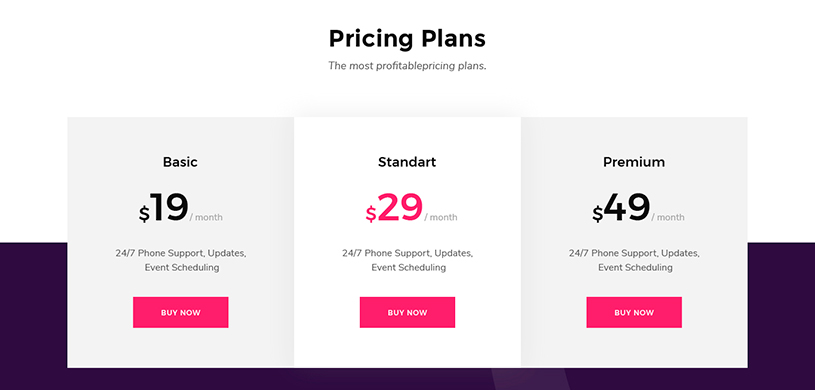 Pricing Plans
The most profitablepricing plans.
Basic
$19 / month
24/7 Phone Support, Updates,
Event Scheduling
BUY NOW
Standart
$29 / month
24/7 Phone Support, Updates,
Event Scheduling
BUY NOW
Premium
$49 / month
24/7 Phone Support, Updates,
Event Scheduling
BUY NOW